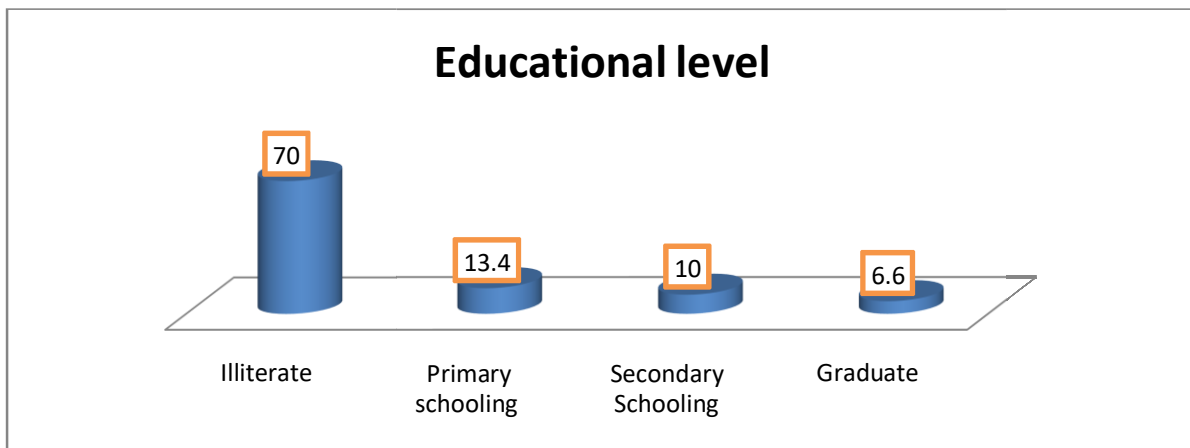 Educational level
70
13.4
10
6.6
Illiterate
Primary
schooling
Secondary
Schooling
Graduate